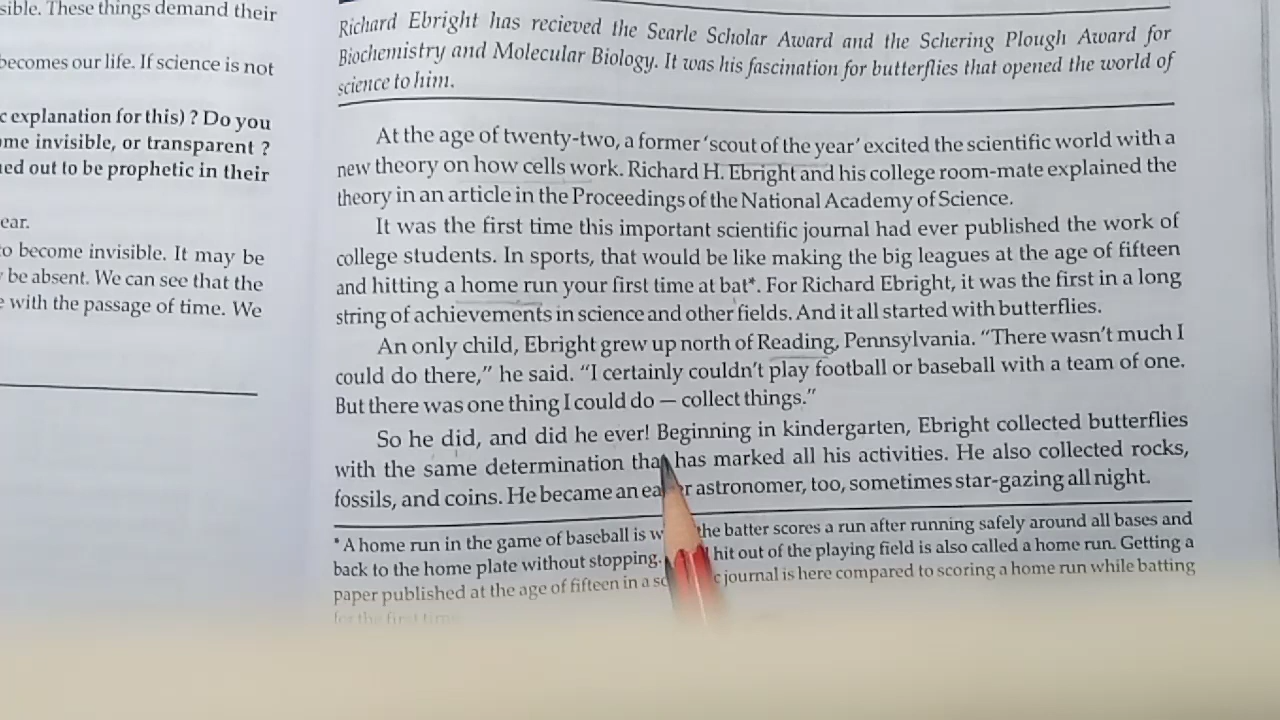 sible. These things demand their
becomes our life. If science is not
c explanation for this) ? Do you
me invisible, or transparent ?
ed out to be prophetic in their
ear.
o become invisible. It may be
be absent. We can see that the
with the passage of time. We
Richard Ebright has recieved the Searle Scholar Award and the Schering Plough Award for
Biochemistry and Molecular Biology. It was his fascination for butterflies that opened the world of
science to him.
At the age of twenty-two, a former 'scout of the year' excited the scientific world with a
new theory on how cells work. Richard H. Ebright and his college room-mate explained the
theory in an article in the Proceedings of the National Academy of Science.
It was the first time this important scientific journal had ever published the work of
college students. In sports, that would be like making the big leagues at the age of fifteen
and hitting a home run your first time at bat*. For Richard Ebright, it was the first in a long
string of achievements in science and other fields. And it all started with butterflies.
An only child, Ebright grew up north of Reading, Pennsylvania. “There wasn't much I
could do there,” he said. “I certainly couldn't play football or baseball with a team of one.
But there was one thing I could do — collect things.”
So he did, and did he ever! Beginning in kindergarten, Ebright collected butterflies
with the same determination that has marked all his activities. He also collected rocks,
fossils, and coins. He became an ea r astronomer, too, sometimes star-gazing all night.
*A home run in the game of baseball is w the batter scores a run after running safely around all bases and
back to the home plate without stopping. hit out of the playing field is also called a home run. Getting a
paper published at the age of fifteen in a sc c journal is here compared to scoring a home run while batting
for the first time